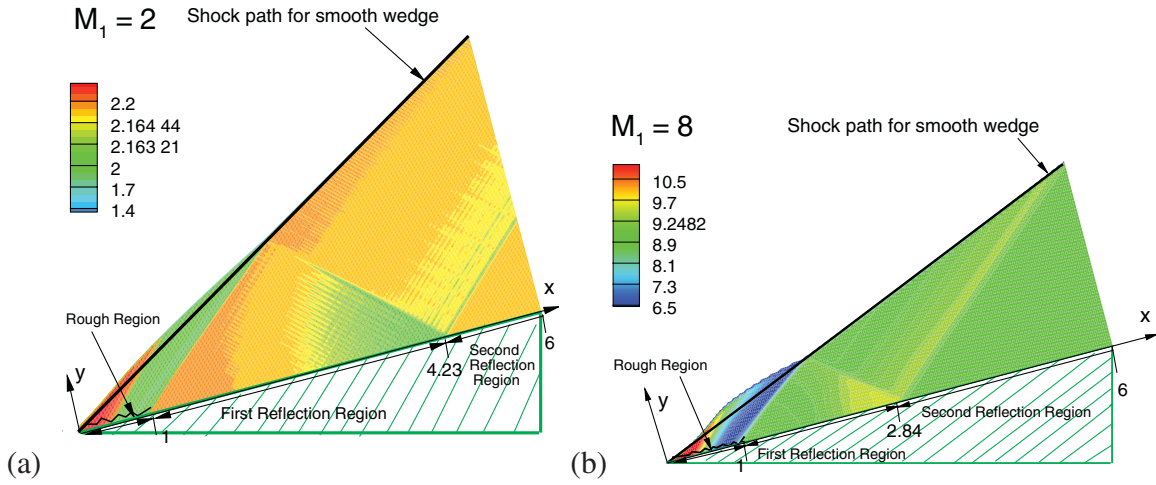 M₁ = 2
Shock path for smooth wedge
2.2
2.164 44
2.163 21
2
1.7
1.4
Rough Region
y
x
1
First Reflection Region
4.23
Second
Reflection
Region
6
(a)
M₁ = 8
Shock path for smooth wedge
10.5
9.7
9.2482
8.9
8.1
7.3
6.5
Rough Region
y
x
1
First Reflection Region
2.84
Second Reflection Region
6
(b)